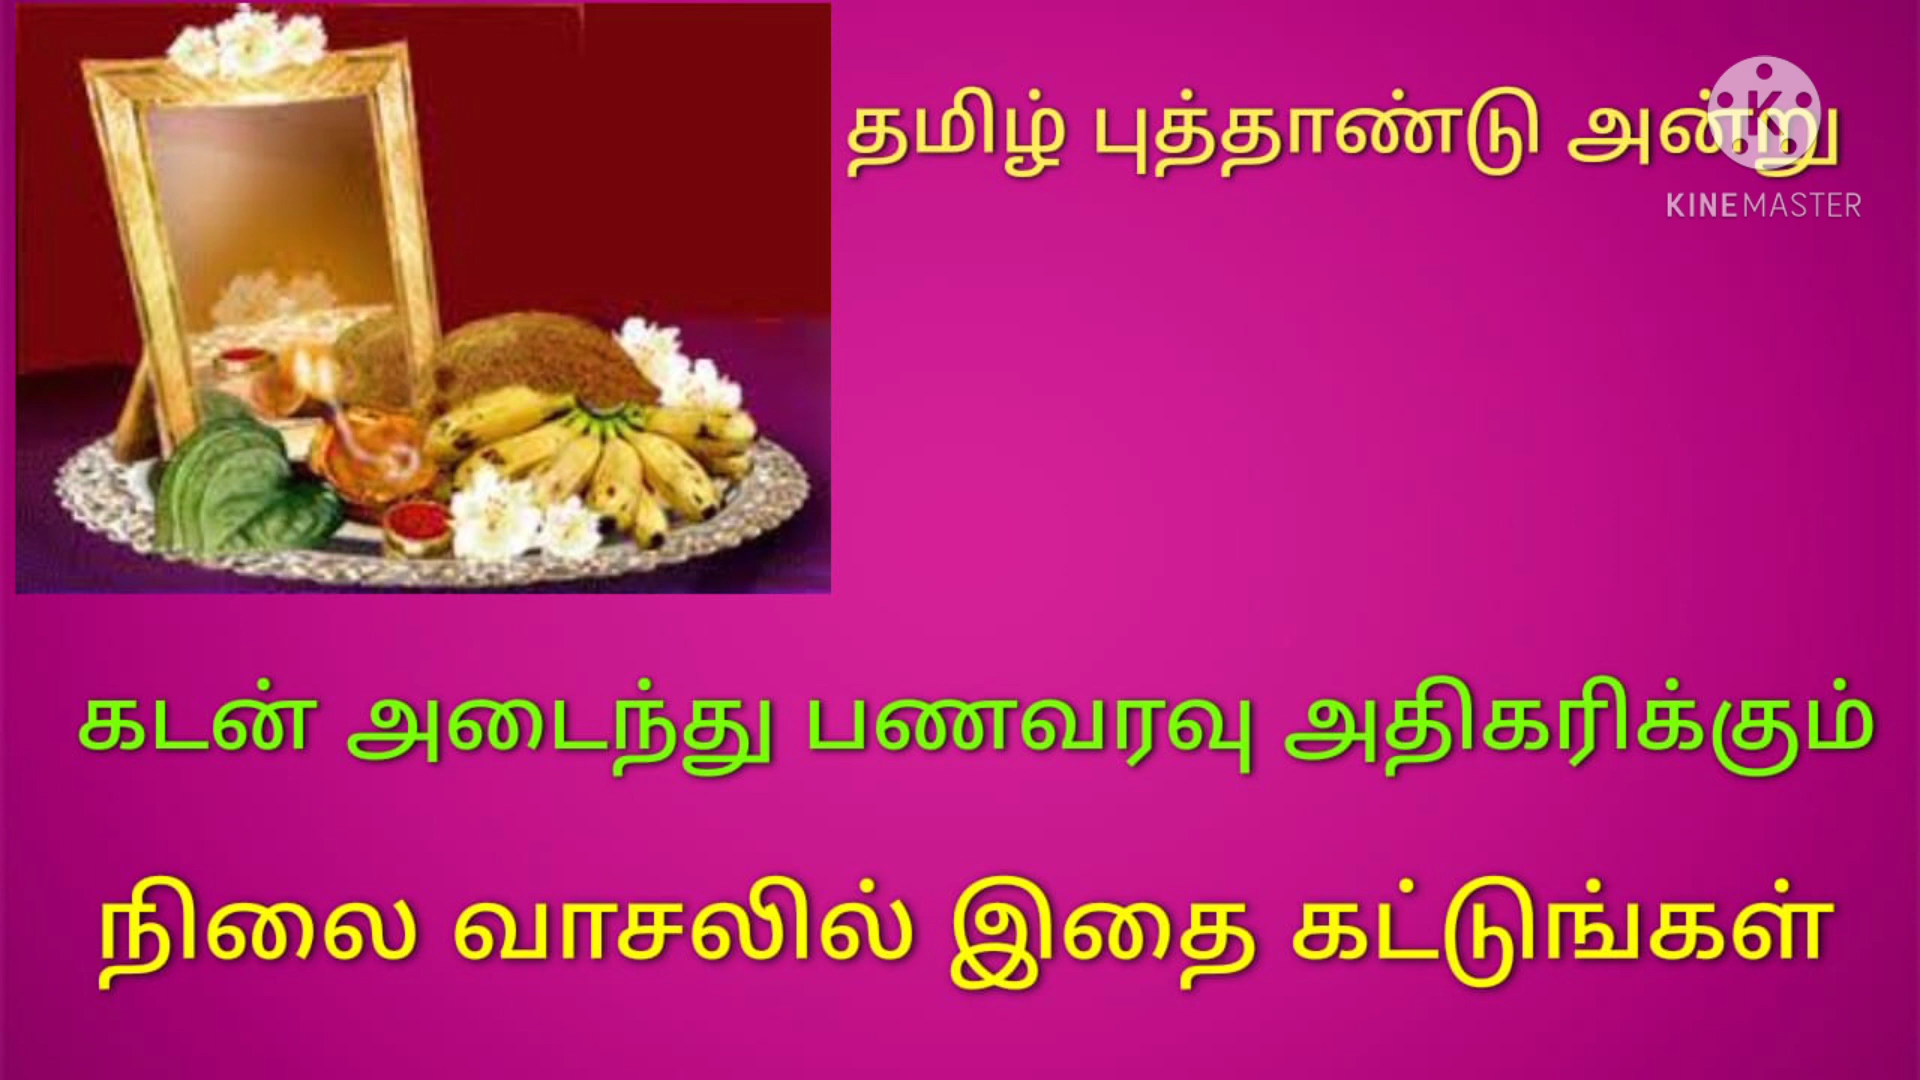 தமிழ் புத்தாண்டு அன்று
KINEMASTER
கடன் அடைந்து பணவரவு அதிகரிக்கும்
நிலை வாசலில் இதை கட்டுங்கள்